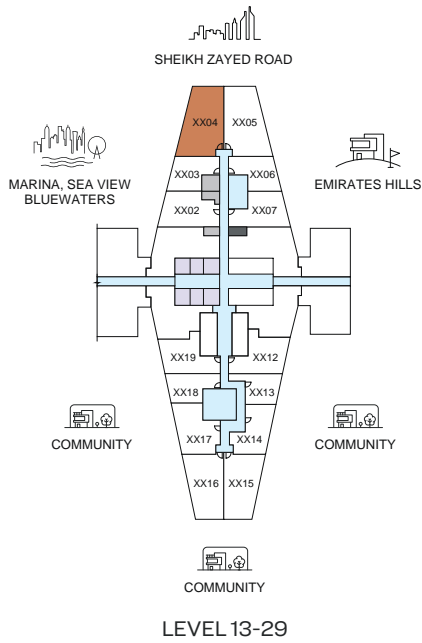 SHEIKH ZAYED ROAD
XX04
XX05
MARINA, SEA VIEW
BLUEWATERS
XX03
XX06
EMIRATES HILLS
XX02
XX07
XX19
XX12
XX18
XX13
COMMUNITY
COMMUNITY
XX17
XX14
XX16
XX15
COMMUNITY
LEVEL 13-29